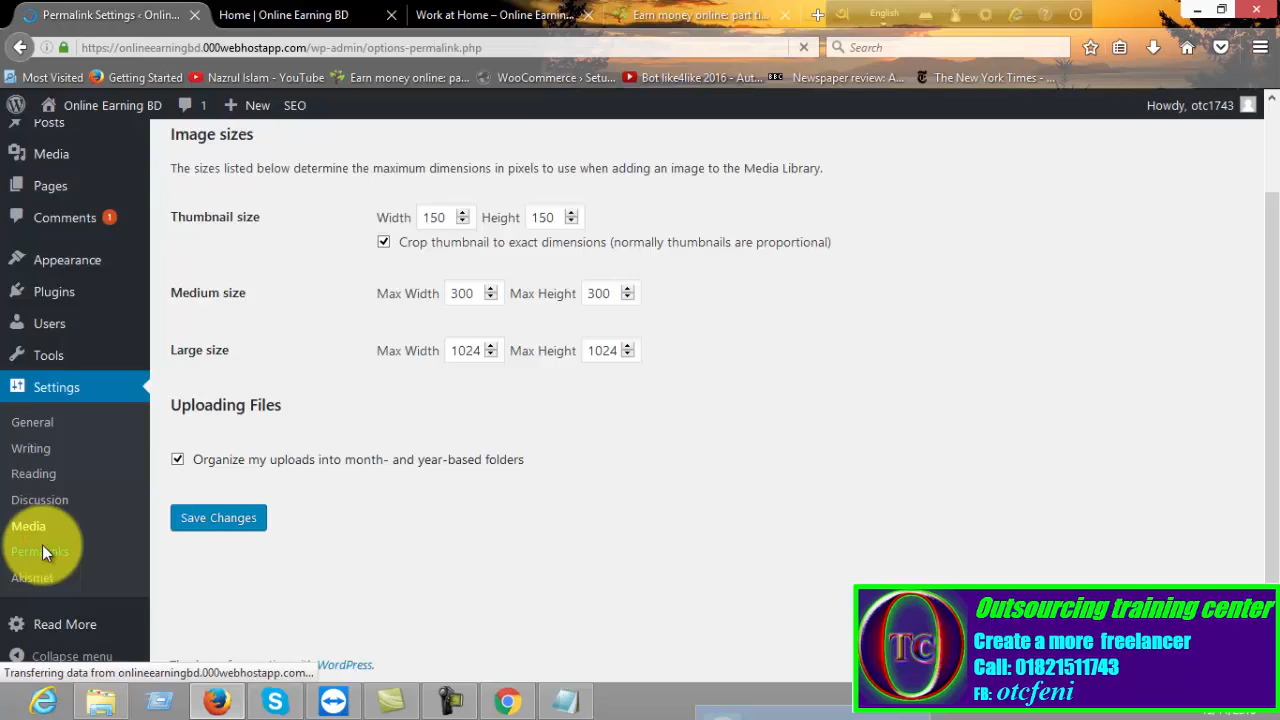 Permalink Settings ‹ Onlin...
Home | Online Earning BD
Work at Home – Online Earnin...
Earn money online: part ti...
English
https://onlineearningbd.000webhostapp.com/wp-admin/options-permalink.php
Search
Most Visited
Getting Started
Nazrul Islam - YouTube
Earn money online: pa...
WooCommerce › Setu...
Bot like4like 2016 - Aut...
BBC
Newspaper review: A...
The New York Times - ...
Online Earning BD
1
New
SEO
Howdy, otc1743
Posts
Media
Pages
Comments 1
Appearance
Plugins
Users
Tools
Settings
General
Writing
Reading
Discussion
Media
Akismet
Read More
Collapse menu
Image sizes
The sizes listed below determine the maximum dimensions in pixels to use when adding an image to the Media Library.
Thumbnail size Width 150 Height 150
Crop thumbnail to exact dimensions (normally thumbnails are proportional)
Medium size Max Width 300 Max Height 300
Large size Max Width 1024 Max Height 1024
Uploading Files
Organize my uploads into month- and year-based folders
Save Changes
WordPress.
Transferring data from onlineearningbd.000webhostapp.com...
Outsourcing training center
Create a more freelancer
Call: 01821511743
FB: otcfeni
OTC